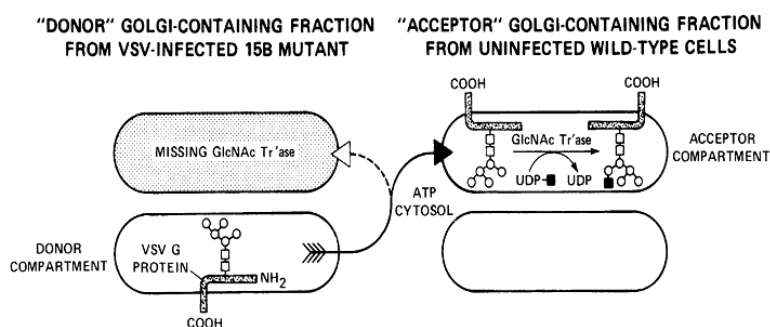 "DONOR" GOLGI-CONTAINING FRACTION
FROM VSV-INFECTED 15B MUTANT
"ACCEPTOR" GOLGI-CONTAINING FRACTION
FROM UNINFECTED WILD-TYPE CELLS
COOH
COOH
MISSING GlcNAc Tr'ase
GlcNAc Tr'ase
UDP
UDP
ACCEPTOR
COMPARTMENT
ATP
CYTOSOL
DONOR
COMPARTMENT
VSV G
PROTEIN
NH2
COOH